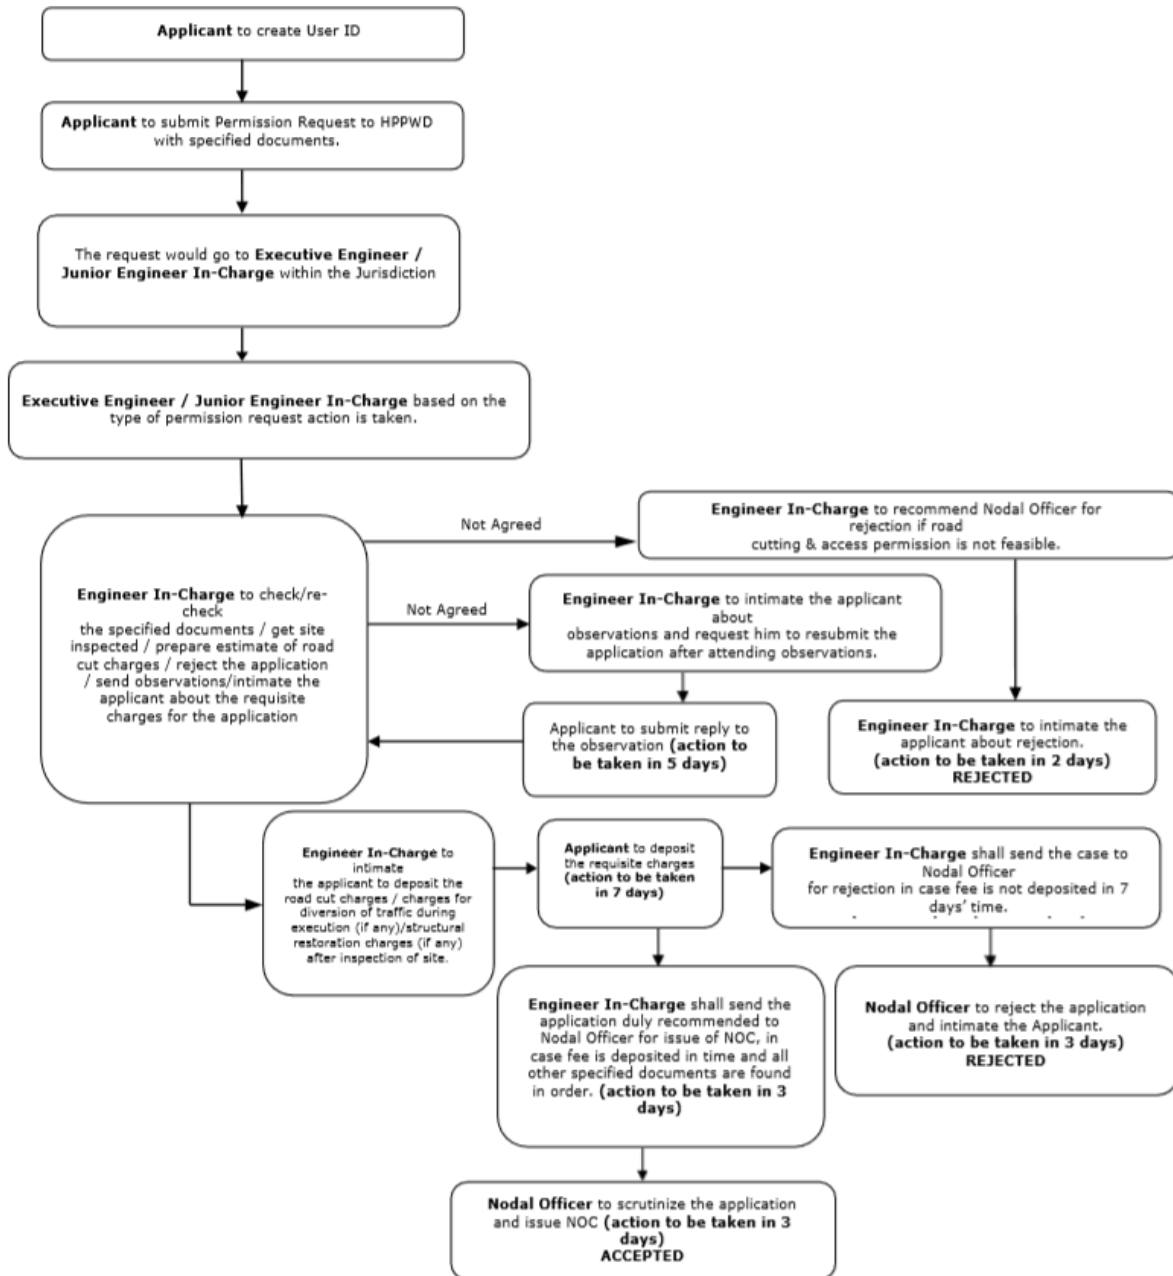 Applicant to create User ID
Applicant to submit Permission Request to HPPWD
with specified documents.
The request would go to Executive Engineer /
Junior Engineer In-Charge within the Jurisdiction
Executive Engineer / Junior Engineer In-Charge based on the
type of permission request action is taken.
Not Agreed
Engineer In-Charge to recommend Nodal Officer for
rejection if road
cutting & access permission is not feasible.
Engineer In-Charge to check/re-
check
the specified documents / get site
inspected / prepare estimate of road
cut charges / reject the application
/ send observations/intimate the
applicant about the requisite
charges for the application
Not Agreed
Engineer In-Charge to intimate the applicant
about
observations and request him to resubmit the
application after attending observations.
Applicant to submit reply to
the observation (action to
be taken in 5 days)
Engineer In-Charge to intimate the
applicant about rejection.
(action to be taken in 2 days)
REJECTED
Engineer In-Charge to
intimate
the applicant to deposit the
road cut charges / charges for
diversion of traffic during
execution (if any)/structural
restoration charges (if any)
after inspection of site.
Applicant to deposit
the requisite charges
(action to be taken
in 7 days)
Engineer In-Charge shall send the case to
Nodal Officer
for rejection in case fee is not deposited in 7
days' time.
Engineer In-Charge shall send the
application duly recommended to
Nodal Officer for issue of NOC, in
case fee is deposited in time and all
other specified documents are found
in order. (action to be taken in 3
days)
Nodal Officer to reject the application
and intimate the Applicant.
(action to be taken in 3 days)
REJECTED
Nodal Officer to scrutinize the application
and issue NOC (action to be taken in 3
days)
ACCEPTED